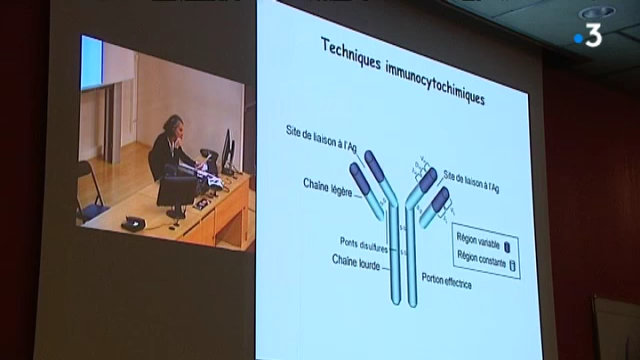 3
Techniques immunocytochimiques
Site de liaison à l'Ag
Site de liaison à l'Ag
Chaîne légère
Ponts disulfures
Chaîne lourde
Portion effectrice
Région variable
Région constante